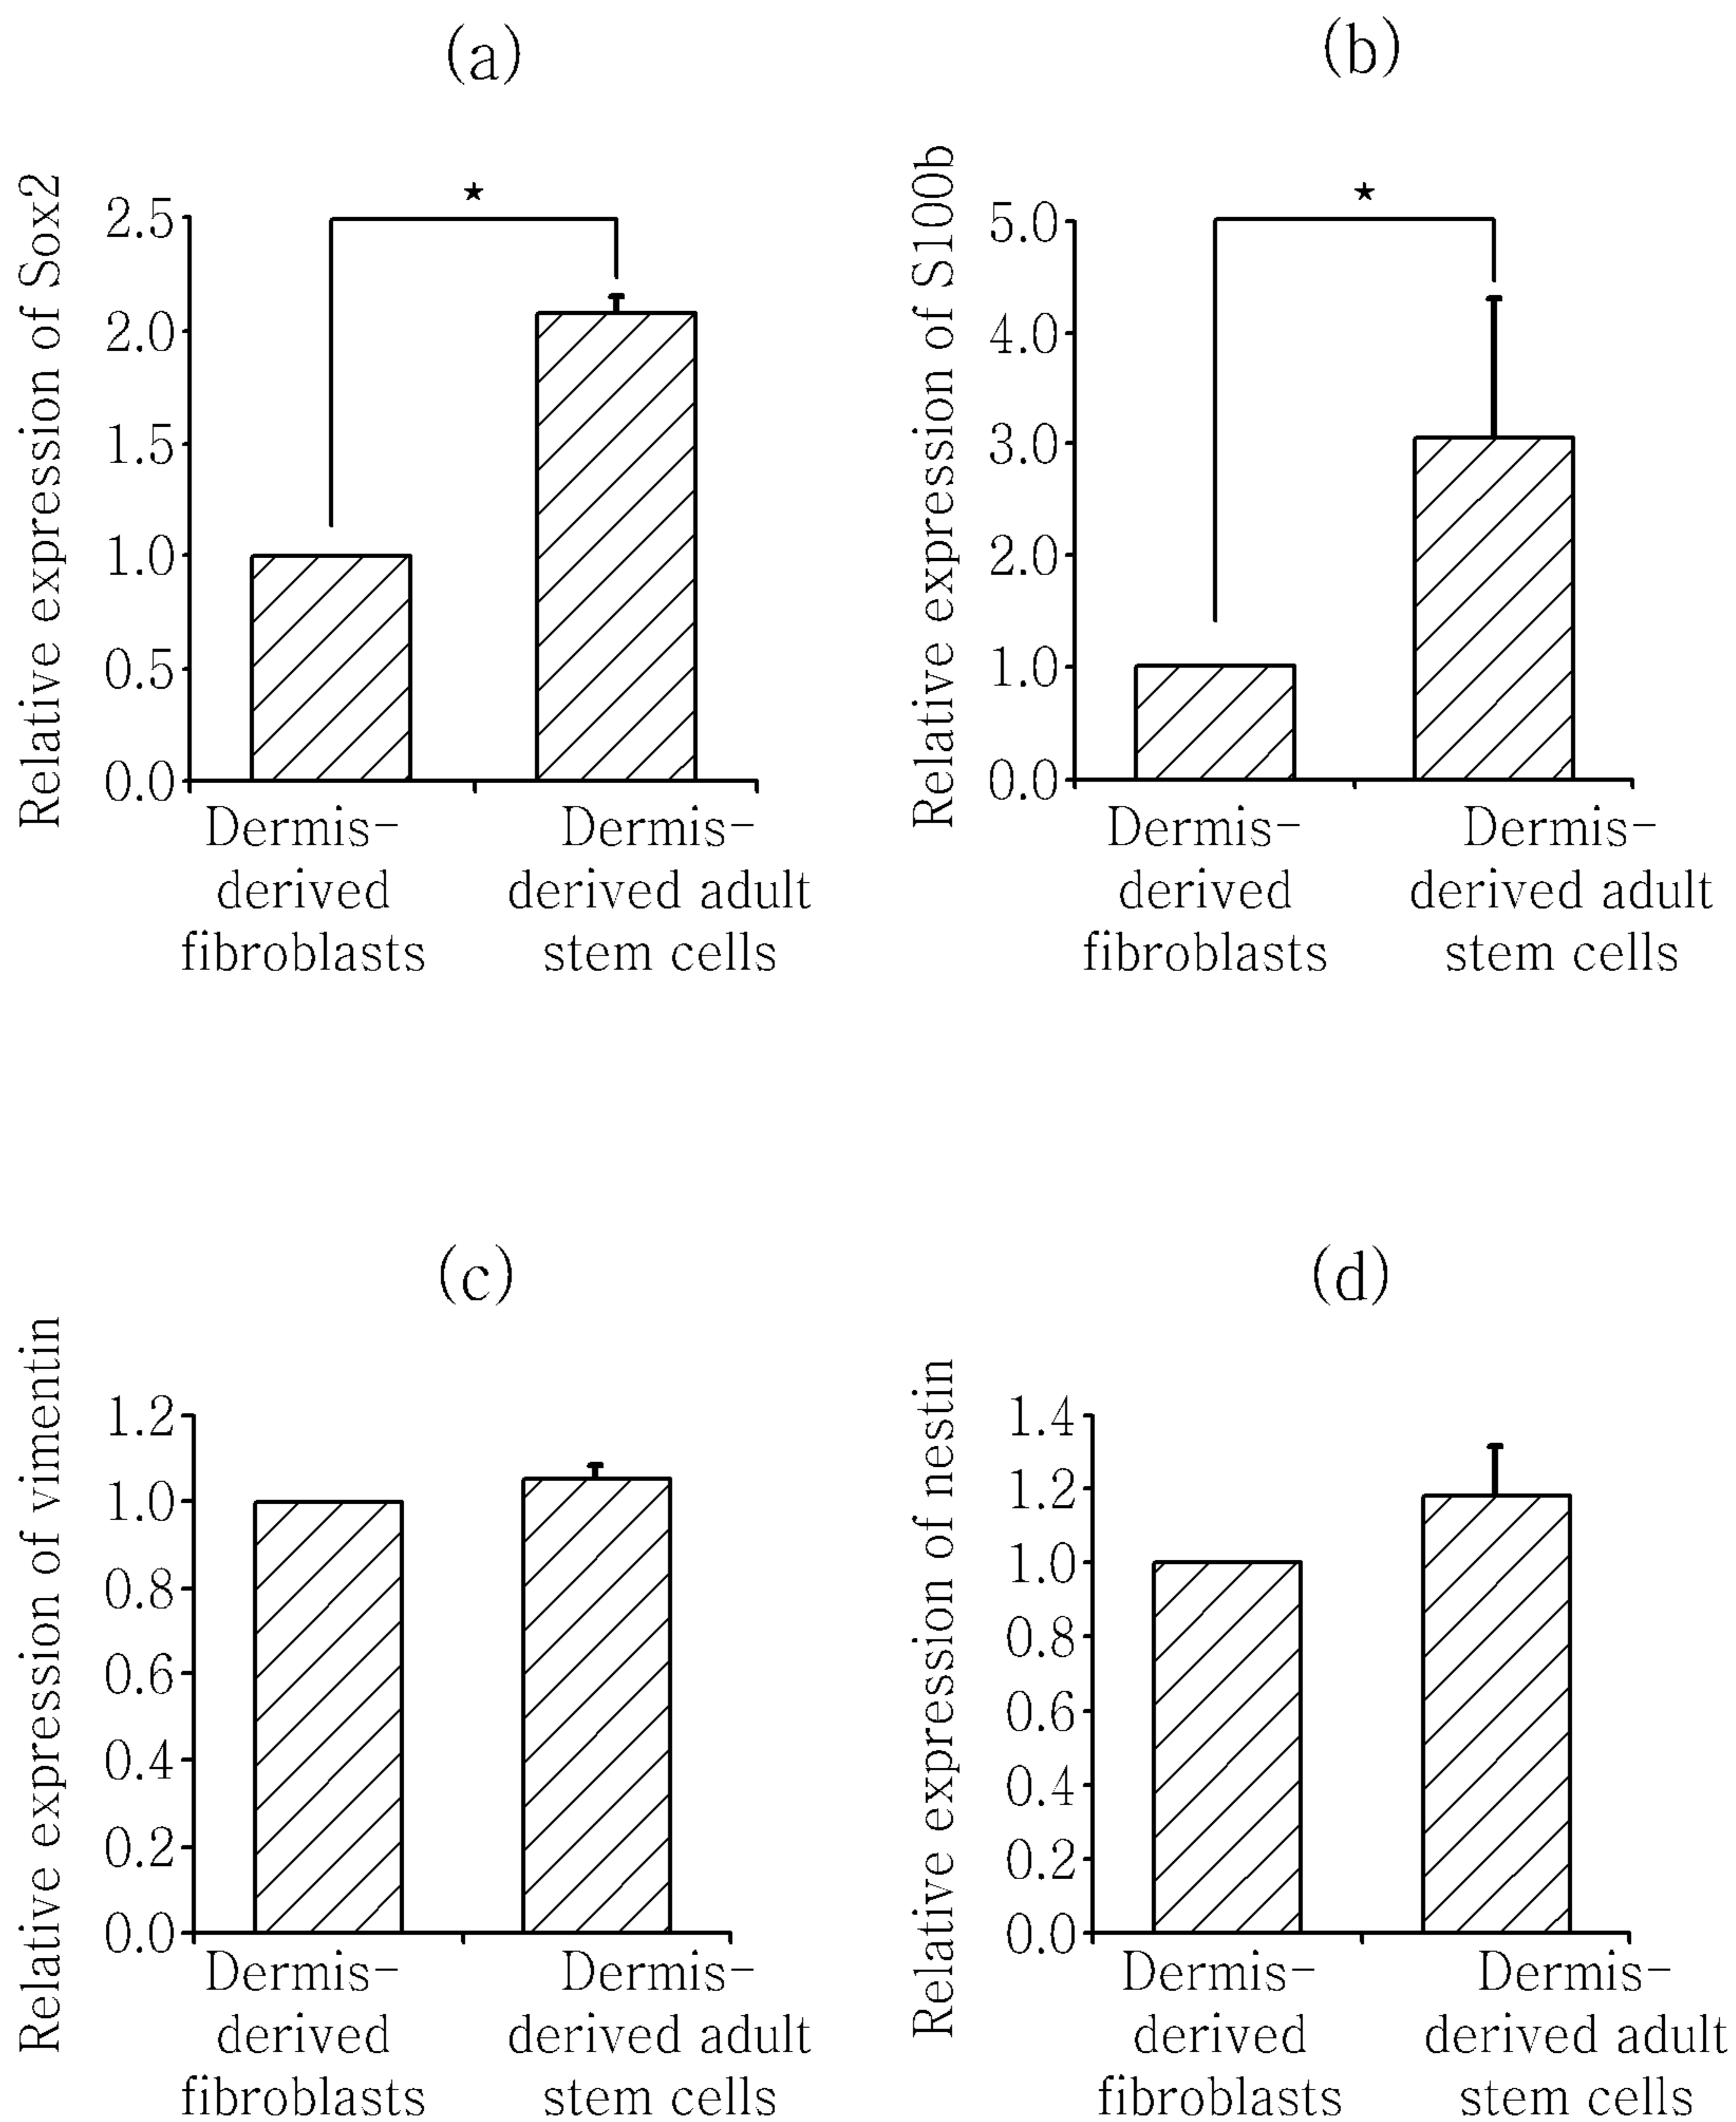 (a)
Relative expression of Sox2
★
2.5
2.0
1.5
1.0
0.5
0.0
Dermis-
derived
fibroblasts
Dermis-
derived adult
stem cells
(b)
Relative expression of S100b
★
5.0
4.0
3.0
2.0
1.0
0.0
Dermis-
derived
fibroblasts
Dermis-
derived adult
stem cells
(c)
Relative expression of vimentin
1.2
1.0
0.8
0.6
0.4
0.2
0.0
Dermis-
derived
fibroblasts
Dermis-
derived adult
stem cells
(d)
Relative expression of nestin
1.4
1.2
1.0
0.8
0.6
0.4
0.2
0.0
Dermis-
derived
fibroblasts
Dermis-
derived adult
stem cells